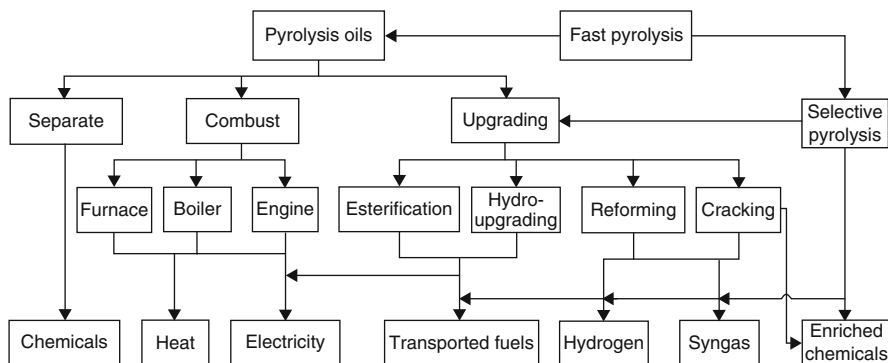 Pyrolysis oils
Fast pyrolysis
Separate
Combust
Upgrading
Selective
pyrolysis
Furnace
Boiler
Engine
Esterification
Hydro-
upgrading
Reforming
Cracking
Chemicals
Heat
Electricity
Transported fuels
Hydrogen
Syngas
Enriched
chemicals